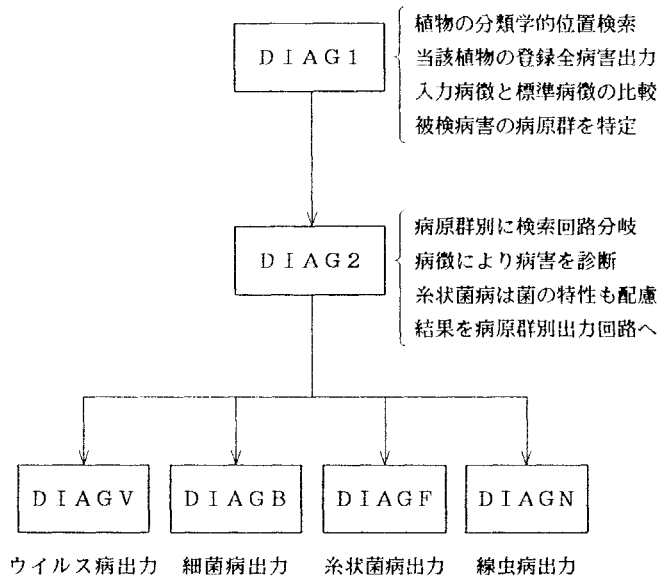 DIAG1
植物の分類学的位置検索
当該植物の登録全病害出力
入力病徴と標準病徴の比較
被検病害の病原群を特定
DIAG2
病原群別に検索回路分岐
病徴により病害を診断
糸状菌病は菌の特性も配慮
結果を病原群別出力回路へ
DIAGV
DIAGB
DIAGF
DIAGN
ウイルス病出力
細菌病出力
糸状菌病出力
線虫病出力